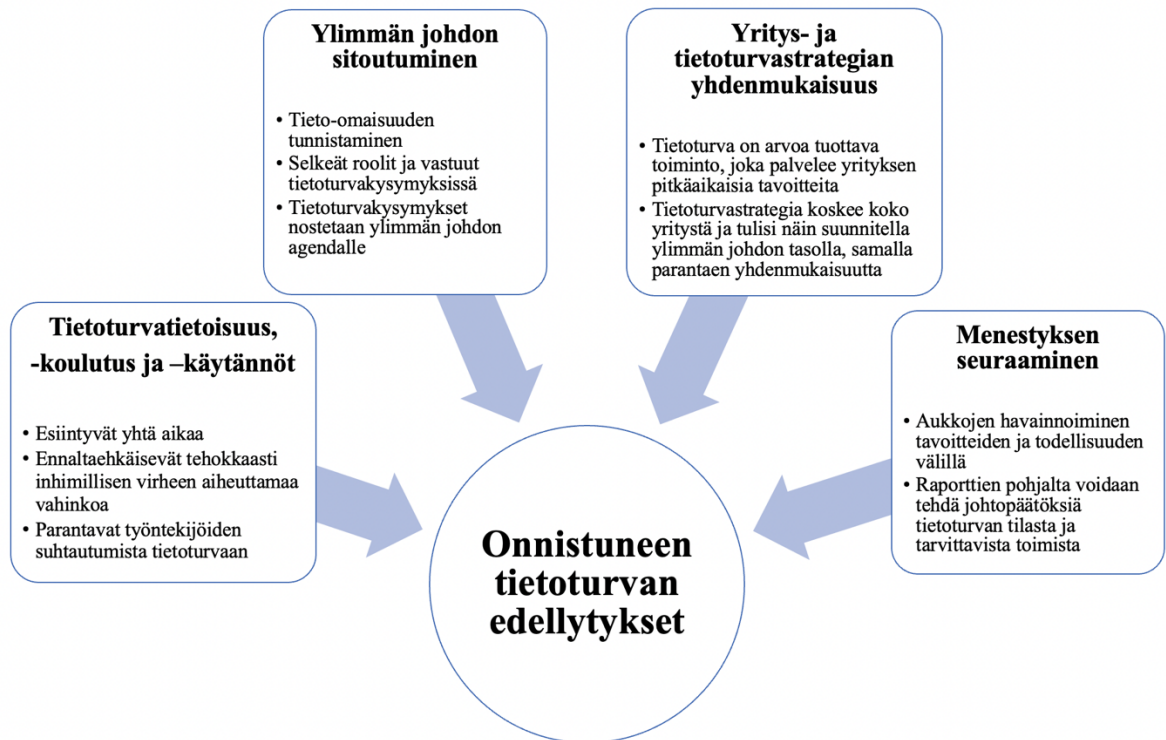 Ylimmän johdon
sitoutuminen
• Tieto-omaisuuden
tunnistaminen
• Selkeät roolit ja vastuut
tietoturvakysymyksissä
• Tietoturvakysymykset
nostetaan ylimmän johdon
agendalle
Yritys- ja
tietoturvastrategian
yhdenmukaisuus
• Tietoturva on arvoa tuottava
toiminto, joka palvelee yrityksen
pitkäaikaisia tavoitteita
• Tietoturvastrategia koskee koko
yritystä ja tulisi näin suunnitella
ylimmän johdon tasolla, samalla
parantaen yhdenmukaisuutta
Tietoturvatietoisuus,
-koulutus ja –käytännöt
• Esiintyvät yhtä aikaa
• Ennaltaehkäisevät tehokkaasti
inhimillisen virheen aiheuttamaa
vahinkoa
• Parantavat työntekijöiden
suhtautumista tietoturvaan
Menestyksen
seuraaminen
• Aukkojen havainnoiminen
tavoitteiden ja todellisuuden
välillä
• Raporttien pohjalta voidaan
tehdä johtopäätöksiä
tietoturvan tilasta ja
tarvittavista toimista
Onnistuneen
tietoturvan
edellytykset